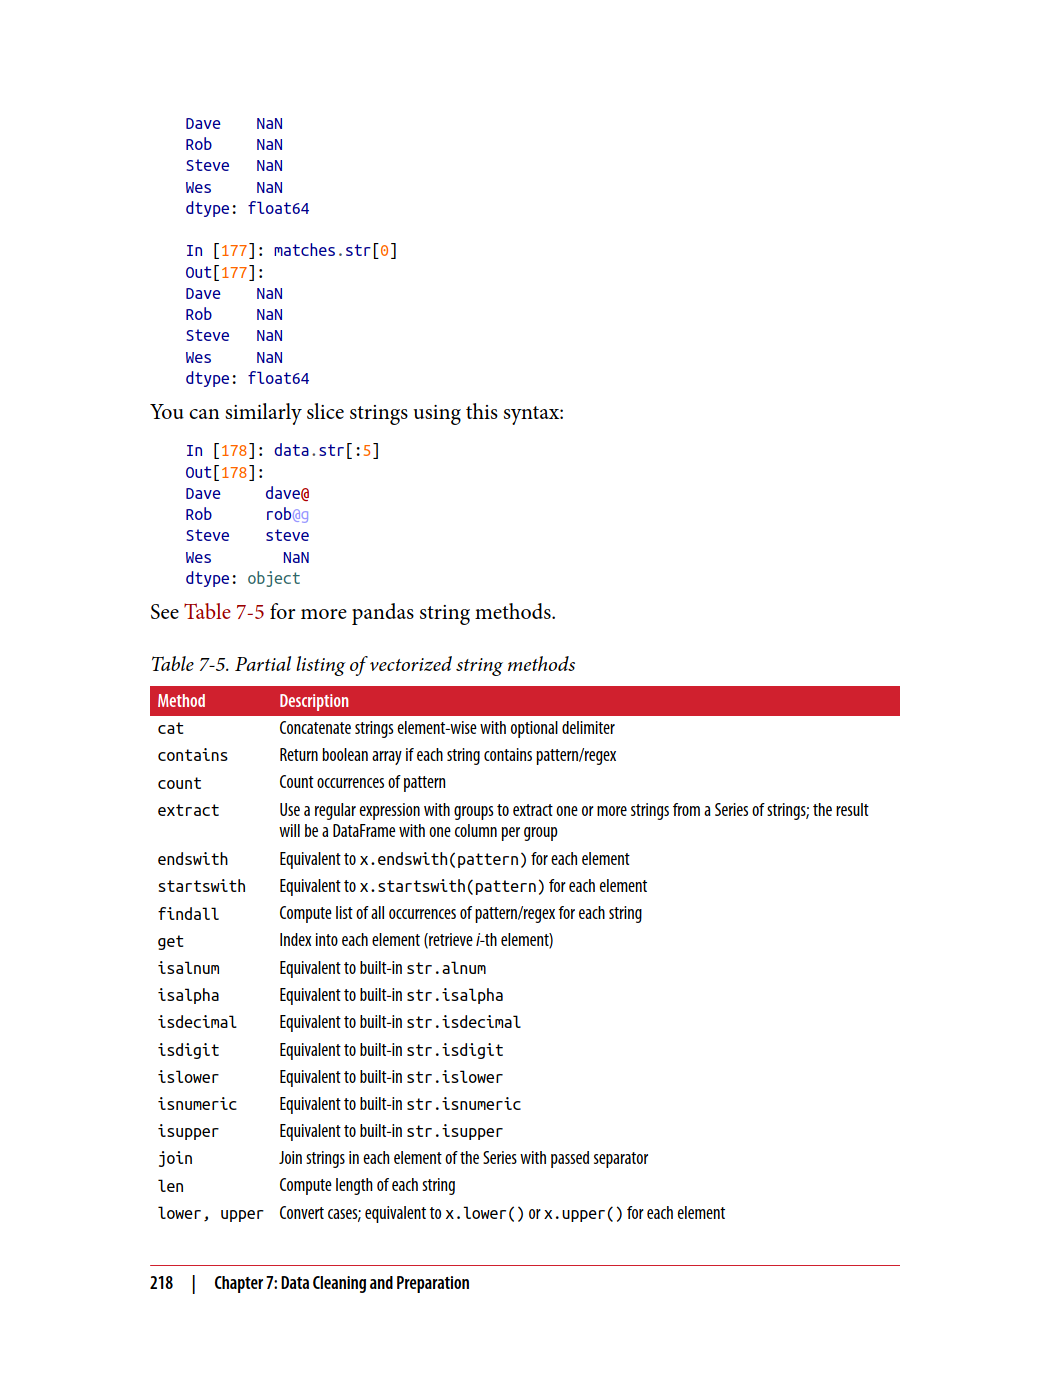 Dave    NaN
Rob     NaN
Steve   NaN
Wes     NaN
dtype: float64
In [177]: matches.str[0]
Out[177]:
Dave    NaN
Rob     NaN
Steve   NaN
Wes     NaN
dtype: float64
You can similarly slice strings using this syntax:
In [178]: data.str[:5]
Out[178]:
Dave     dave@
Rob      rob@g
Steve    steve
Wes        NaN
dtype: object
See Table 7-5 for more pandas string methods.
Table 7-5. Partial listing of vectorized string methods
Method Description
cat Concatenate strings element-wise with optional delimiter
contains Return boolean array if each string contains pattern/regex
count Count occurrences of pattern
extract Use a regular expression with groups to extract one or more strings from a Series of strings; the result
will be a DataFrame with one column per group
endswith Equivalent to x.endswith(pattern) for each element
startswith Equivalent to x.startswith(pattern) for each element
findall Compute list of all occurrences of pattern/regex for each string
get Index into each element (retrieve i-th element)
isalnum Equivalent to built-in str.alnum
isalpha Equivalent to built-in str.isalpha
isdecimal Equivalent to built-in str.isdecimal
isdigit Equivalent to built-in str.isdigit
islower Equivalent to built-in str.islower
isnumeric Equivalent to built-in str.isnumeric
isupper Equivalent to built-in str.isupper
join Join strings in each element of the Series with passed separator
len Compute length of each string
lower, upper Convert cases; equivalent to x.lower() or x.upper() for each element
218 | Chapter 7: Data Cleaning and Preparation